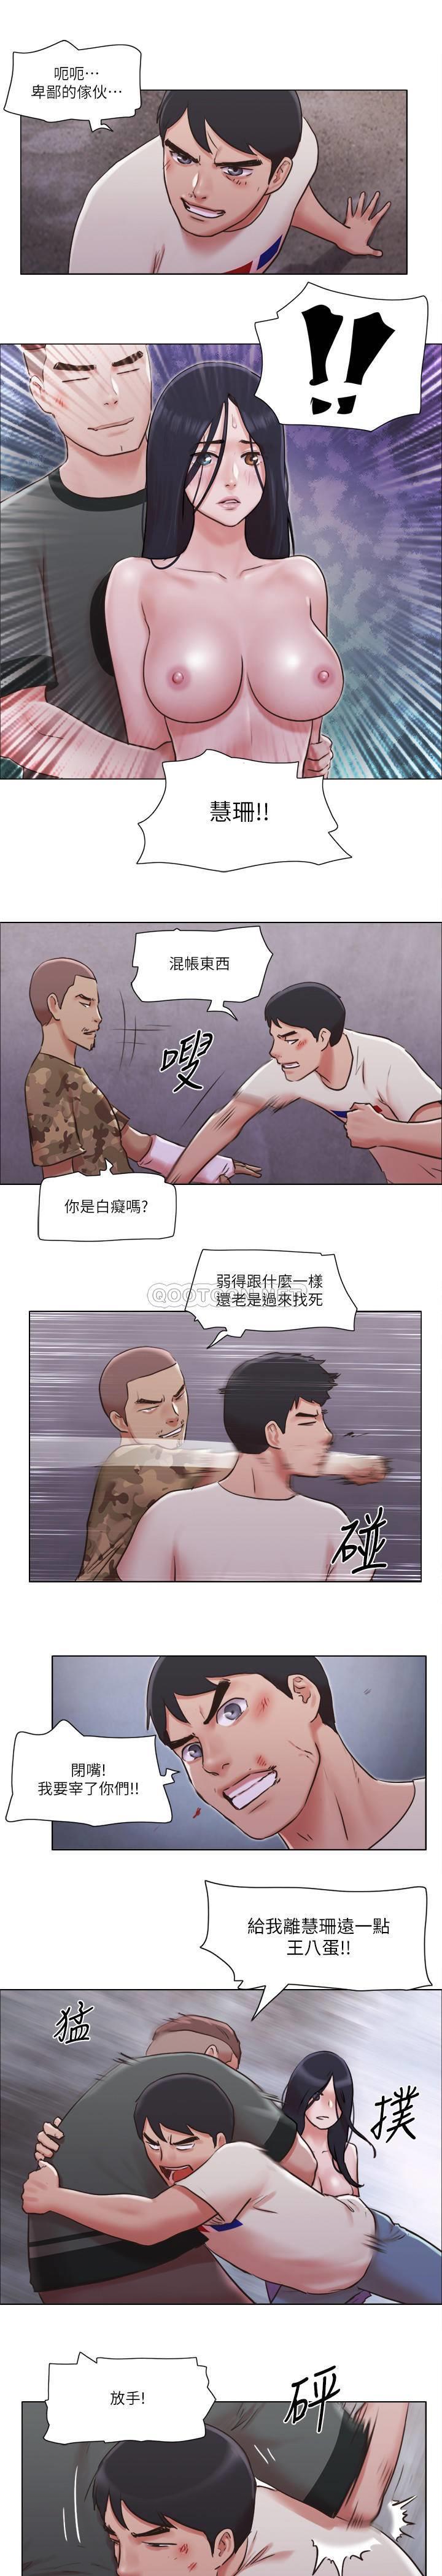 呃呃…
卑鄙的傢伙…
!!
慧珊!!
混帳東西
嗖
你是白癡嗎?
弱得跟什麼一樣
還老是過來找死
碰
閉嘴!
我要宰了你們!!
給我離慧珊遠一點
王八蛋!!
猛
撲
放手!
砰